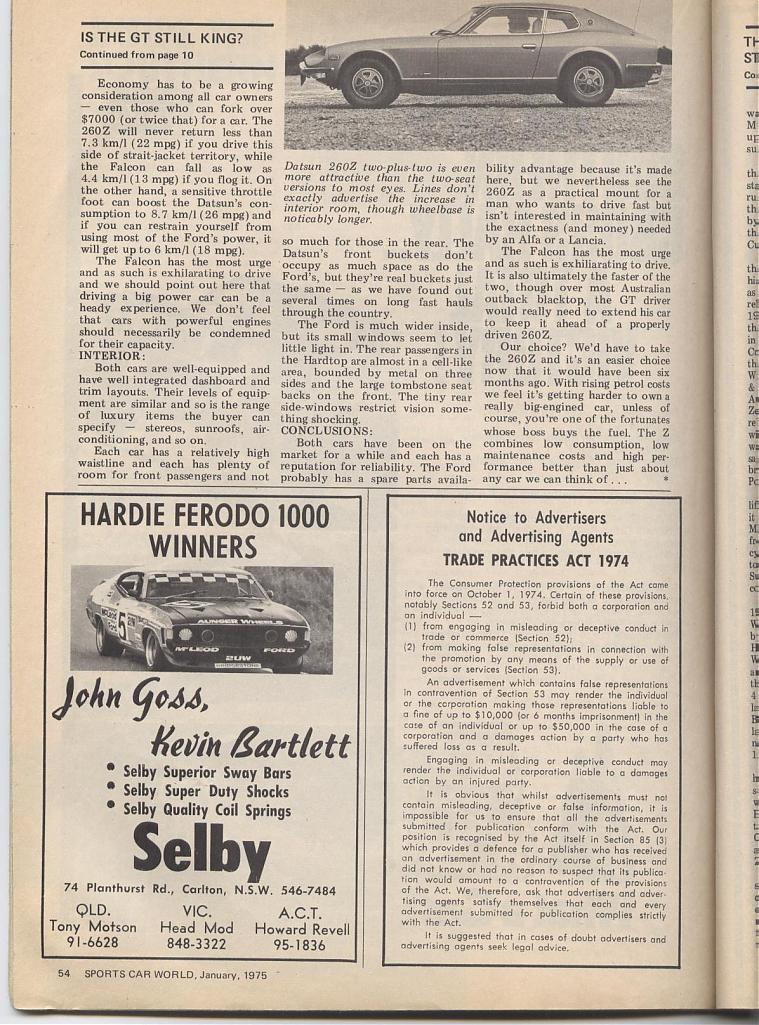 IS THE GT STILL KING?
Continued from page 10
Economy has to be a growing
consideration among all car owners
— even those who can fork over
$7000 (or twice that) for a car. The
260Z will never return less than
7.3 km/l (22 mpg) if you drive this
side of strait-jacket territory, while
the Falcon can fall as low as
4.4 km/l (13 mpg) if you flog it. On
the other hand, a sensitive throttle
foot can boost the Datsun's con-
sumption to 8.7 km/l (26 mpg) and
if you can restrain yourself from
using most of the Ford's power, it
will get up to 6 km/l (18 mpg).
The Falcon has the most urge
and as such is exhilarating to drive
and we should point out here that
driving a big power car can be a
heady experience. We don't feel
that cars with powerful engines
should necessarily be condemned
for their capacity.
INTERIOR:
Both cars are well-equipped and
have well integrated dashboard and
trim layouts. Their levels of equip-
ment are similar and so is the range
of luxury items the buyer can
specify — stereos, sunroofs, air-
conditioning, and so on.
Each car has a relatively high
waistline and each has plenty of
room for front passengers and not
Datsun 260Z two-plus-two is even
more attractive than the two-seat
versions to most eyes. Lines don't
exactly advertise the increase in
interior room, though wheelbase is
noticably longer.
so much for those in the rear. The
Datsun's front buckets don't
occupy as much space as do the
Ford's, but they're real buckets just
the same — as we have found out
several times on long fast hauls
through the country.
The Ford is much wider inside,
but its small windows seem to let
little light in. The rear passengers in
the Hardtop are almost in a cell-like
area, bounded by metal on three
sides and the large tombstone seat
backs on the front. The tiny rear
side-windows restrict vision some-
thing shocking.
CONCLUSIONS:
Both cars have been on the
market for a while and each has a
reputation for reliability. The Ford
probably has a spare parts availa-
bility advantage because it's made
here, but we nevertheless see the
260Z as a practical mount for a
man who wants to drive fast but
isn't interested in maintaining with
the exactness (and money) needed
by an Alfa or a Lancia.
The Falcon has the most urge
and as such is exhiliarating to drive.
It is also ultimately the faster of the
two, though over most Australian
outback blacktop, the GT driver
would really need to extend his car
to keep it ahead of a properly
driven 260Z.
Our choice? We'd have to take
the 260Z and it's an easier choice
now that it would have been six
months ago. With rising petrol costs
we feel it's getting harder to own a
really big-engined car, unless of
course, you're one of the fortunates
whose boss buys the fuel. The Z
combines low consumption, low
maintenance costs and high per-
formance better than just about
any car we can think of . . . *
HARDIE FERODO 1000
WINNERS
AUNGER WHEELS
5
McLEOD FORD
2UW
BRIDGESTONE
John Goss,
Kevin Bartlett
• Selby Superior Sway Bars
• Selby Super Duty Shocks
• Selby Quality Coil Springs
Selby
74 Planthurst Rd., Carlton, N.S.W. 546-7484
QLD. VIC. A.C.T.
Tony Motson Head Mod Howard Revell
91-6628 848-3322 95-1836
Notice to Advertisers
and Advertising Agents
TRADE PRACTICES ACT 1974
The Consumer Protection provisions of the Act came
into force on October 1, 1974. Certain of these provisions,
notably Sections 52 and 53, forbid both a corporation and
an individual —
(1) from engaging in misleading or deceptive conduct in
trade or commerce (Section 52);
(2) from making false representations in connection with
the promotion by any means of the supply or use of
goods or services (Section 53).
An advertisement which contains false representations
in contravention of Section 53 may render the individual
or the corporation making those representations liable to
a fine of up to $10,000 (or 6 months imprisonment) in the
case of an individual or up to $50,000 in the case of a
corporation and a damages action by a party who has
suffered loss as a result.
Engaging in misleading or deceptive conduct may
render the individual or corporation liable to a damages
action by an injured party.
It is obvious that whilst advertisements must not
contain misleading, deceptive or false information, it is
impossible for us to ensure that all the advertisements
submitted for publication conform with the Act. Our
position is recognised by the Act itself in Section 85 (3)
which provides a defence for a publisher who has received
an advertisement in the ordinary course of business and
did not know or had no reason to suspect that its publica-
tion would amount to a contravention of the provisions
of the Act. We, therefore, ask that advertisers and adver-
tising agents satisfy themselves that each and every
advertisement submitted for publication complies strictly
with the Act.
It is suggested that in cases of doubt advertisers and
advertising agents seek legal advice.
54 SPORTS CAR WORLD, January, 1975